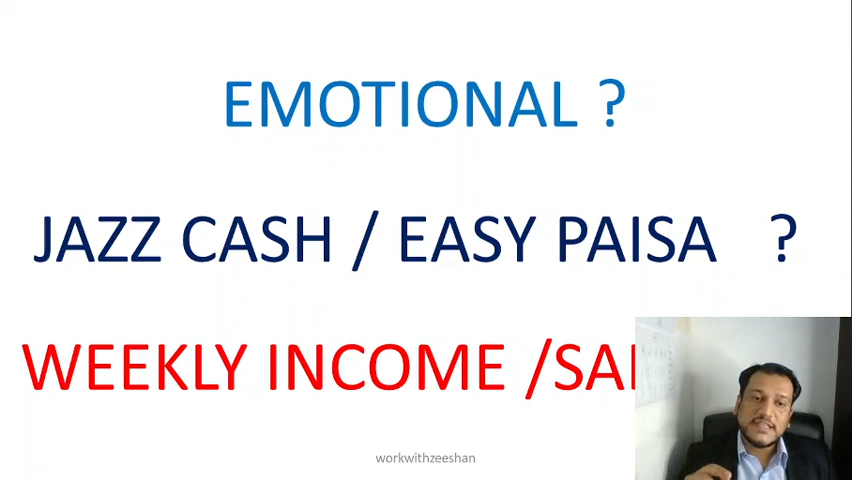 EMOTIONAL ?
JAZZ CASH / EASY PAISA ?
WEEKLY INCOME /
workwithzeeshan